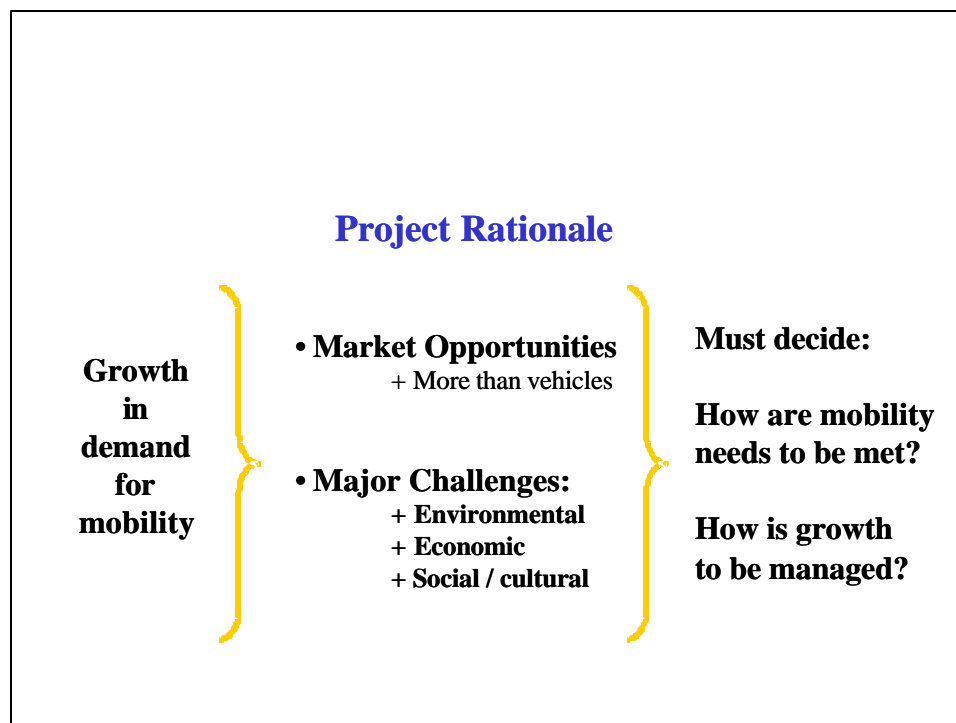 Project Rationale
Growth
in
demand
for
mobility
• Market Opportunities
+ More than vehicles
• Major Challenges:
+ Environmental
+ Economic
+ Social / cultural
Must decide:
How are mobility
needs to be met?
How is growth
to be managed?